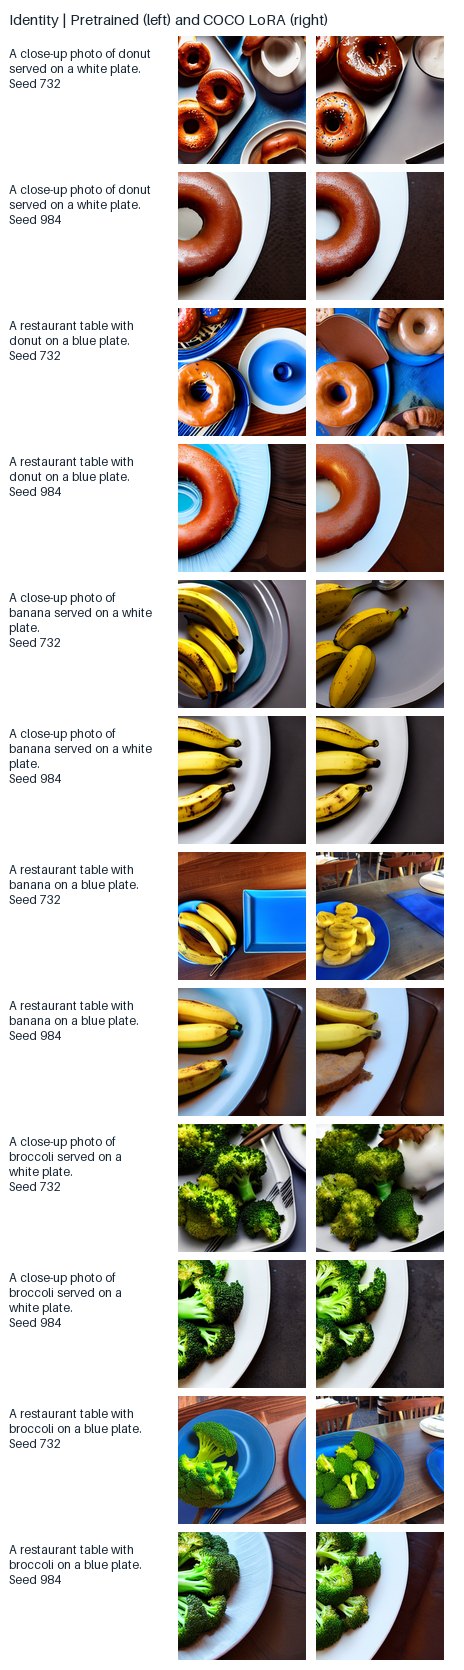 Identity | Pretrained (left) and COCO LoRA (right)
A close-up photo of donut
served on a white plate.
Seed 732
A close-up photo of donut
served on a white plate.
Seed 984
A restaurant table with
donut on a blue plate.
Seed 732
A restaurant table with
donut on a blue plate.
Seed 984
A close-up photo of
banana served on a white
plate.
Seed 732
A close-up photo of
banana served on a white
plate.
Seed 984
A restaurant table with
banana on a blue plate.
Seed 732
A restaurant table with
banana on a blue plate.
Seed 984
A close-up photo of
broccoli served on a
white plate.
Seed 732
A close-up photo of
broccoli served on a
white plate.
Seed 984
A restaurant table with
broccoli on a blue plate.
Seed 732
A restaurant table with
broccoli on a blue plate.
Seed 984